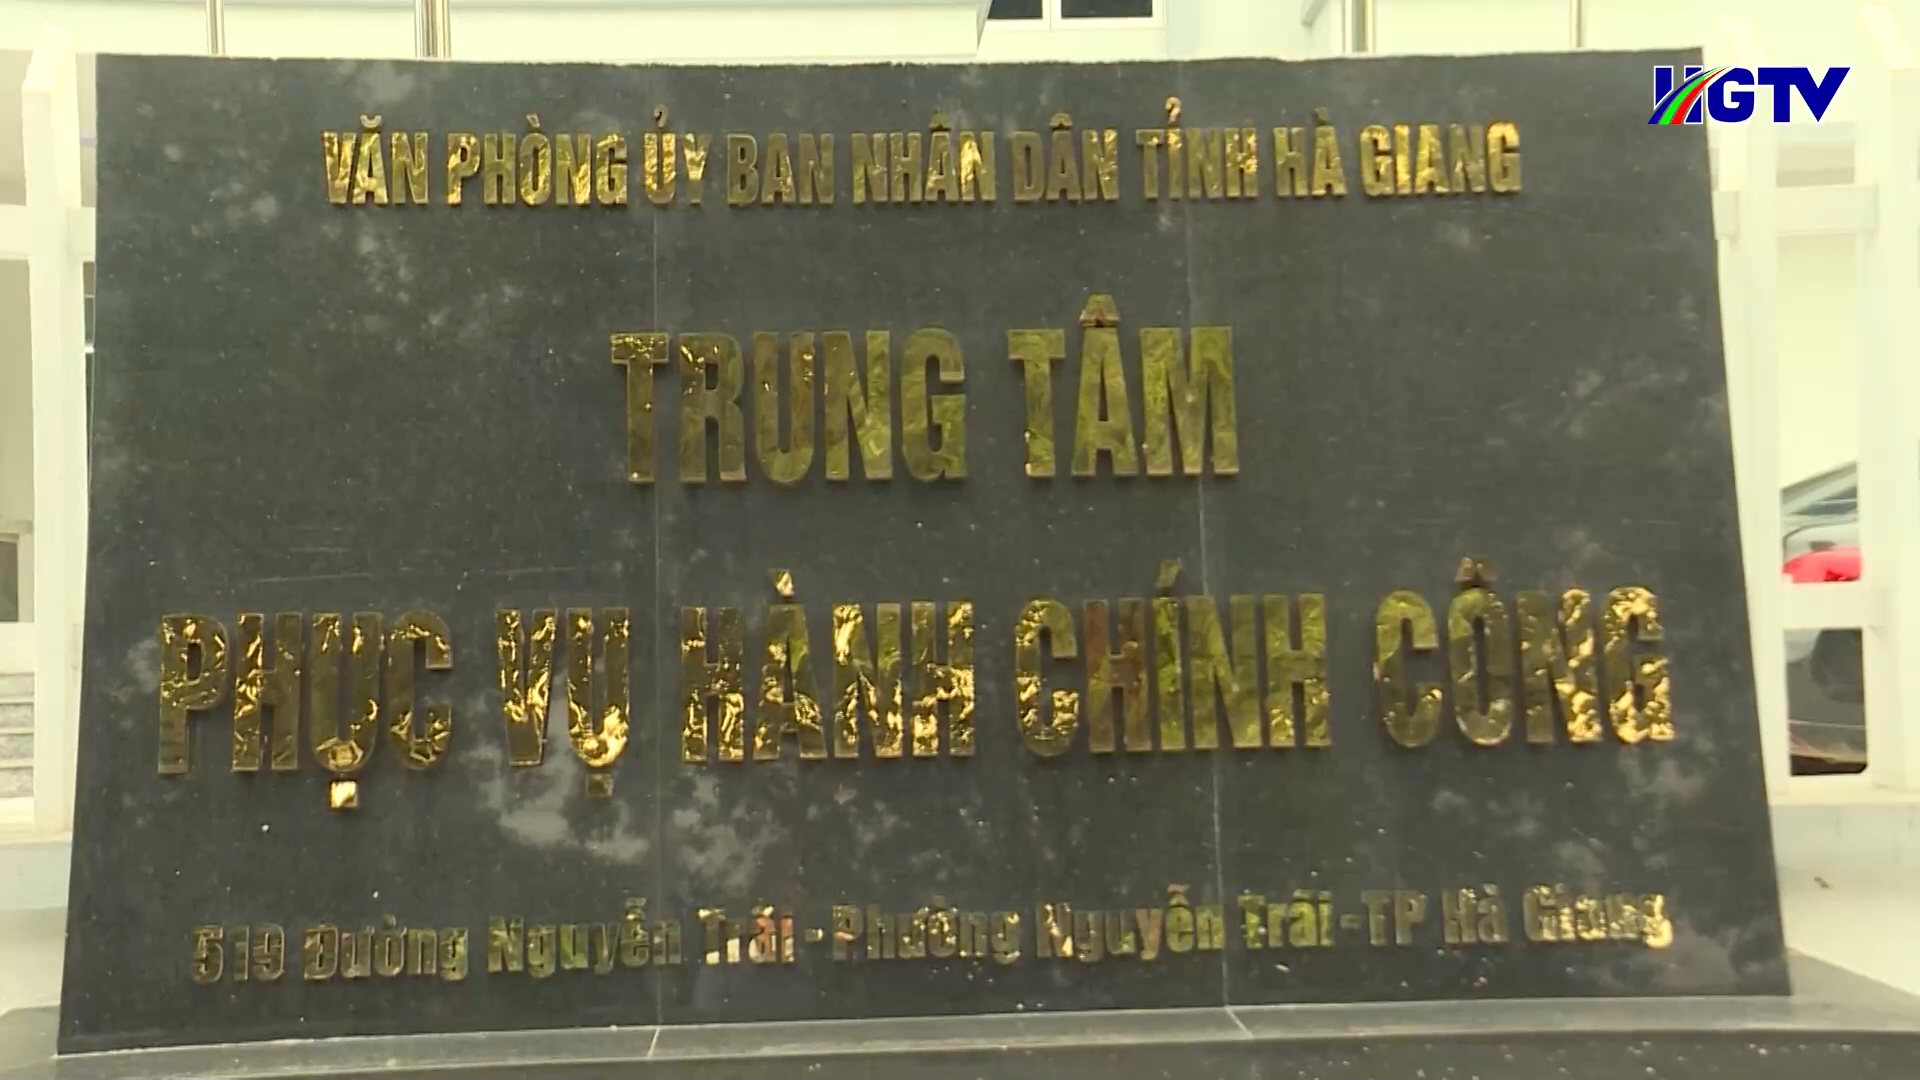 HGTV
VĂN PHÒNG ỦY BAN NHÂN DÂN TỈNH HÀ GIANG
TRUNG TÂM
PHỤC VỤ HÀNH CHÍNH CÔNG
519 Đường Nguyễn Trãi - Phường Nguyễn Trãi - TP Hà Giang